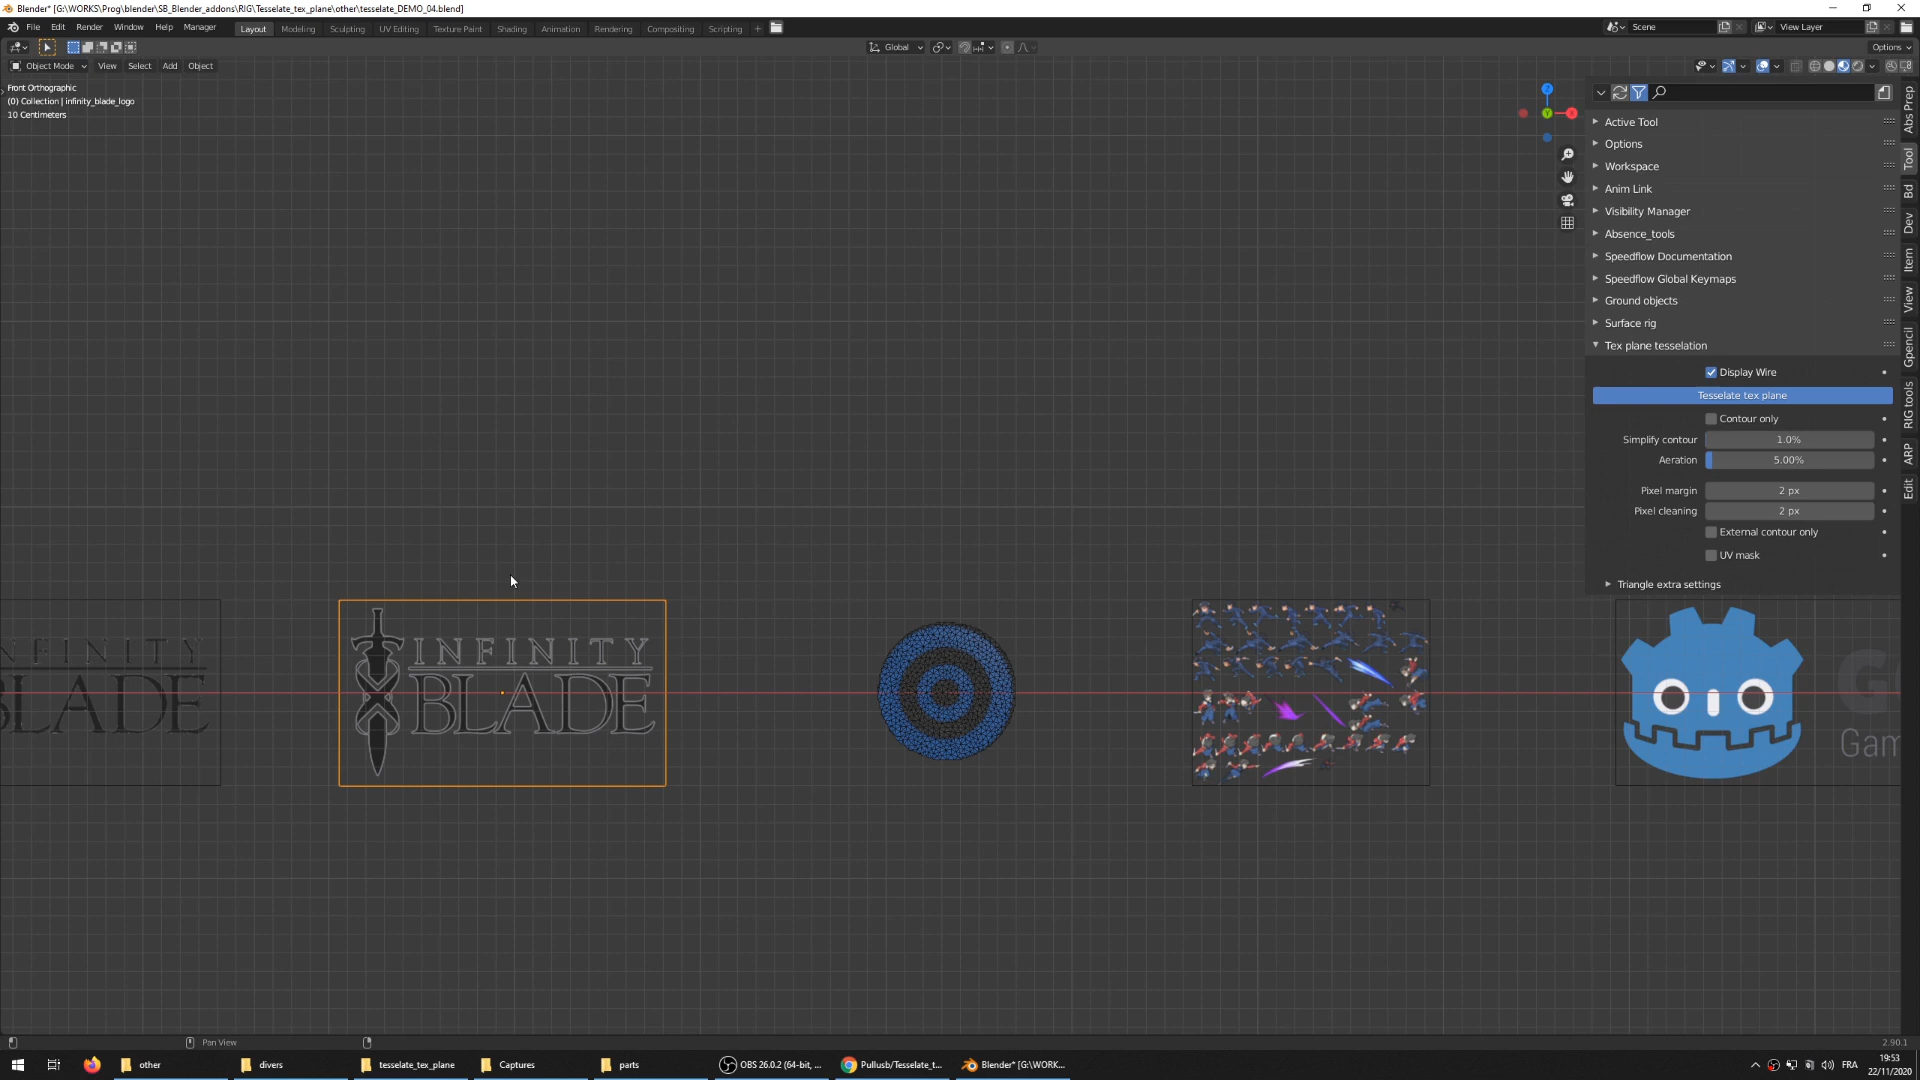 Blender* [G:\WORKS\Prog\blender\SB_Blender_addons\RIG\Tesselate_tex_plane\other\tesselate_DEMO_04.blend]
File Edit Render Window Help Manager Layout Modeling Sculpting UV Editing Texture Paint Shading Animation Rendering Compositing Scripting + Scene View Layer
Global Options
Object Mode View Select Add Object
Front Orthographic
(0) Collection | infinity_blade_logo
10 Centimeters
Z
Y
X
Active Tool
Options
Workspace
Anim Link
Visibility Manager
Absence_tools
Speedflow Documentation
Speedflow Global Keymaps
Ground objects
Surface rig
Tex plane tesselation
Display Wire
Tesselate tex plane
Contour only
Simplify contour 1.0%
Aeration 5.00%
Pixel margin 2 px
Pixel cleaning 2 px
External contour only
UV mask
Triangle extra settings
Abs Prep
Tool
Bd
Dev
Item
View
Gpencil
RIG tools
ARP
Edit
NFINITY
BLADE
INFINITY
BLADE
G
Gam
Pan View
2.90.1
other divers tesselate_tex_plane Captures parts OBS 26.0.2 (64-bit, ... Pullusb/Tesselate_t... Blender* [G:\WORK... FRA 19:53
22/11/2020